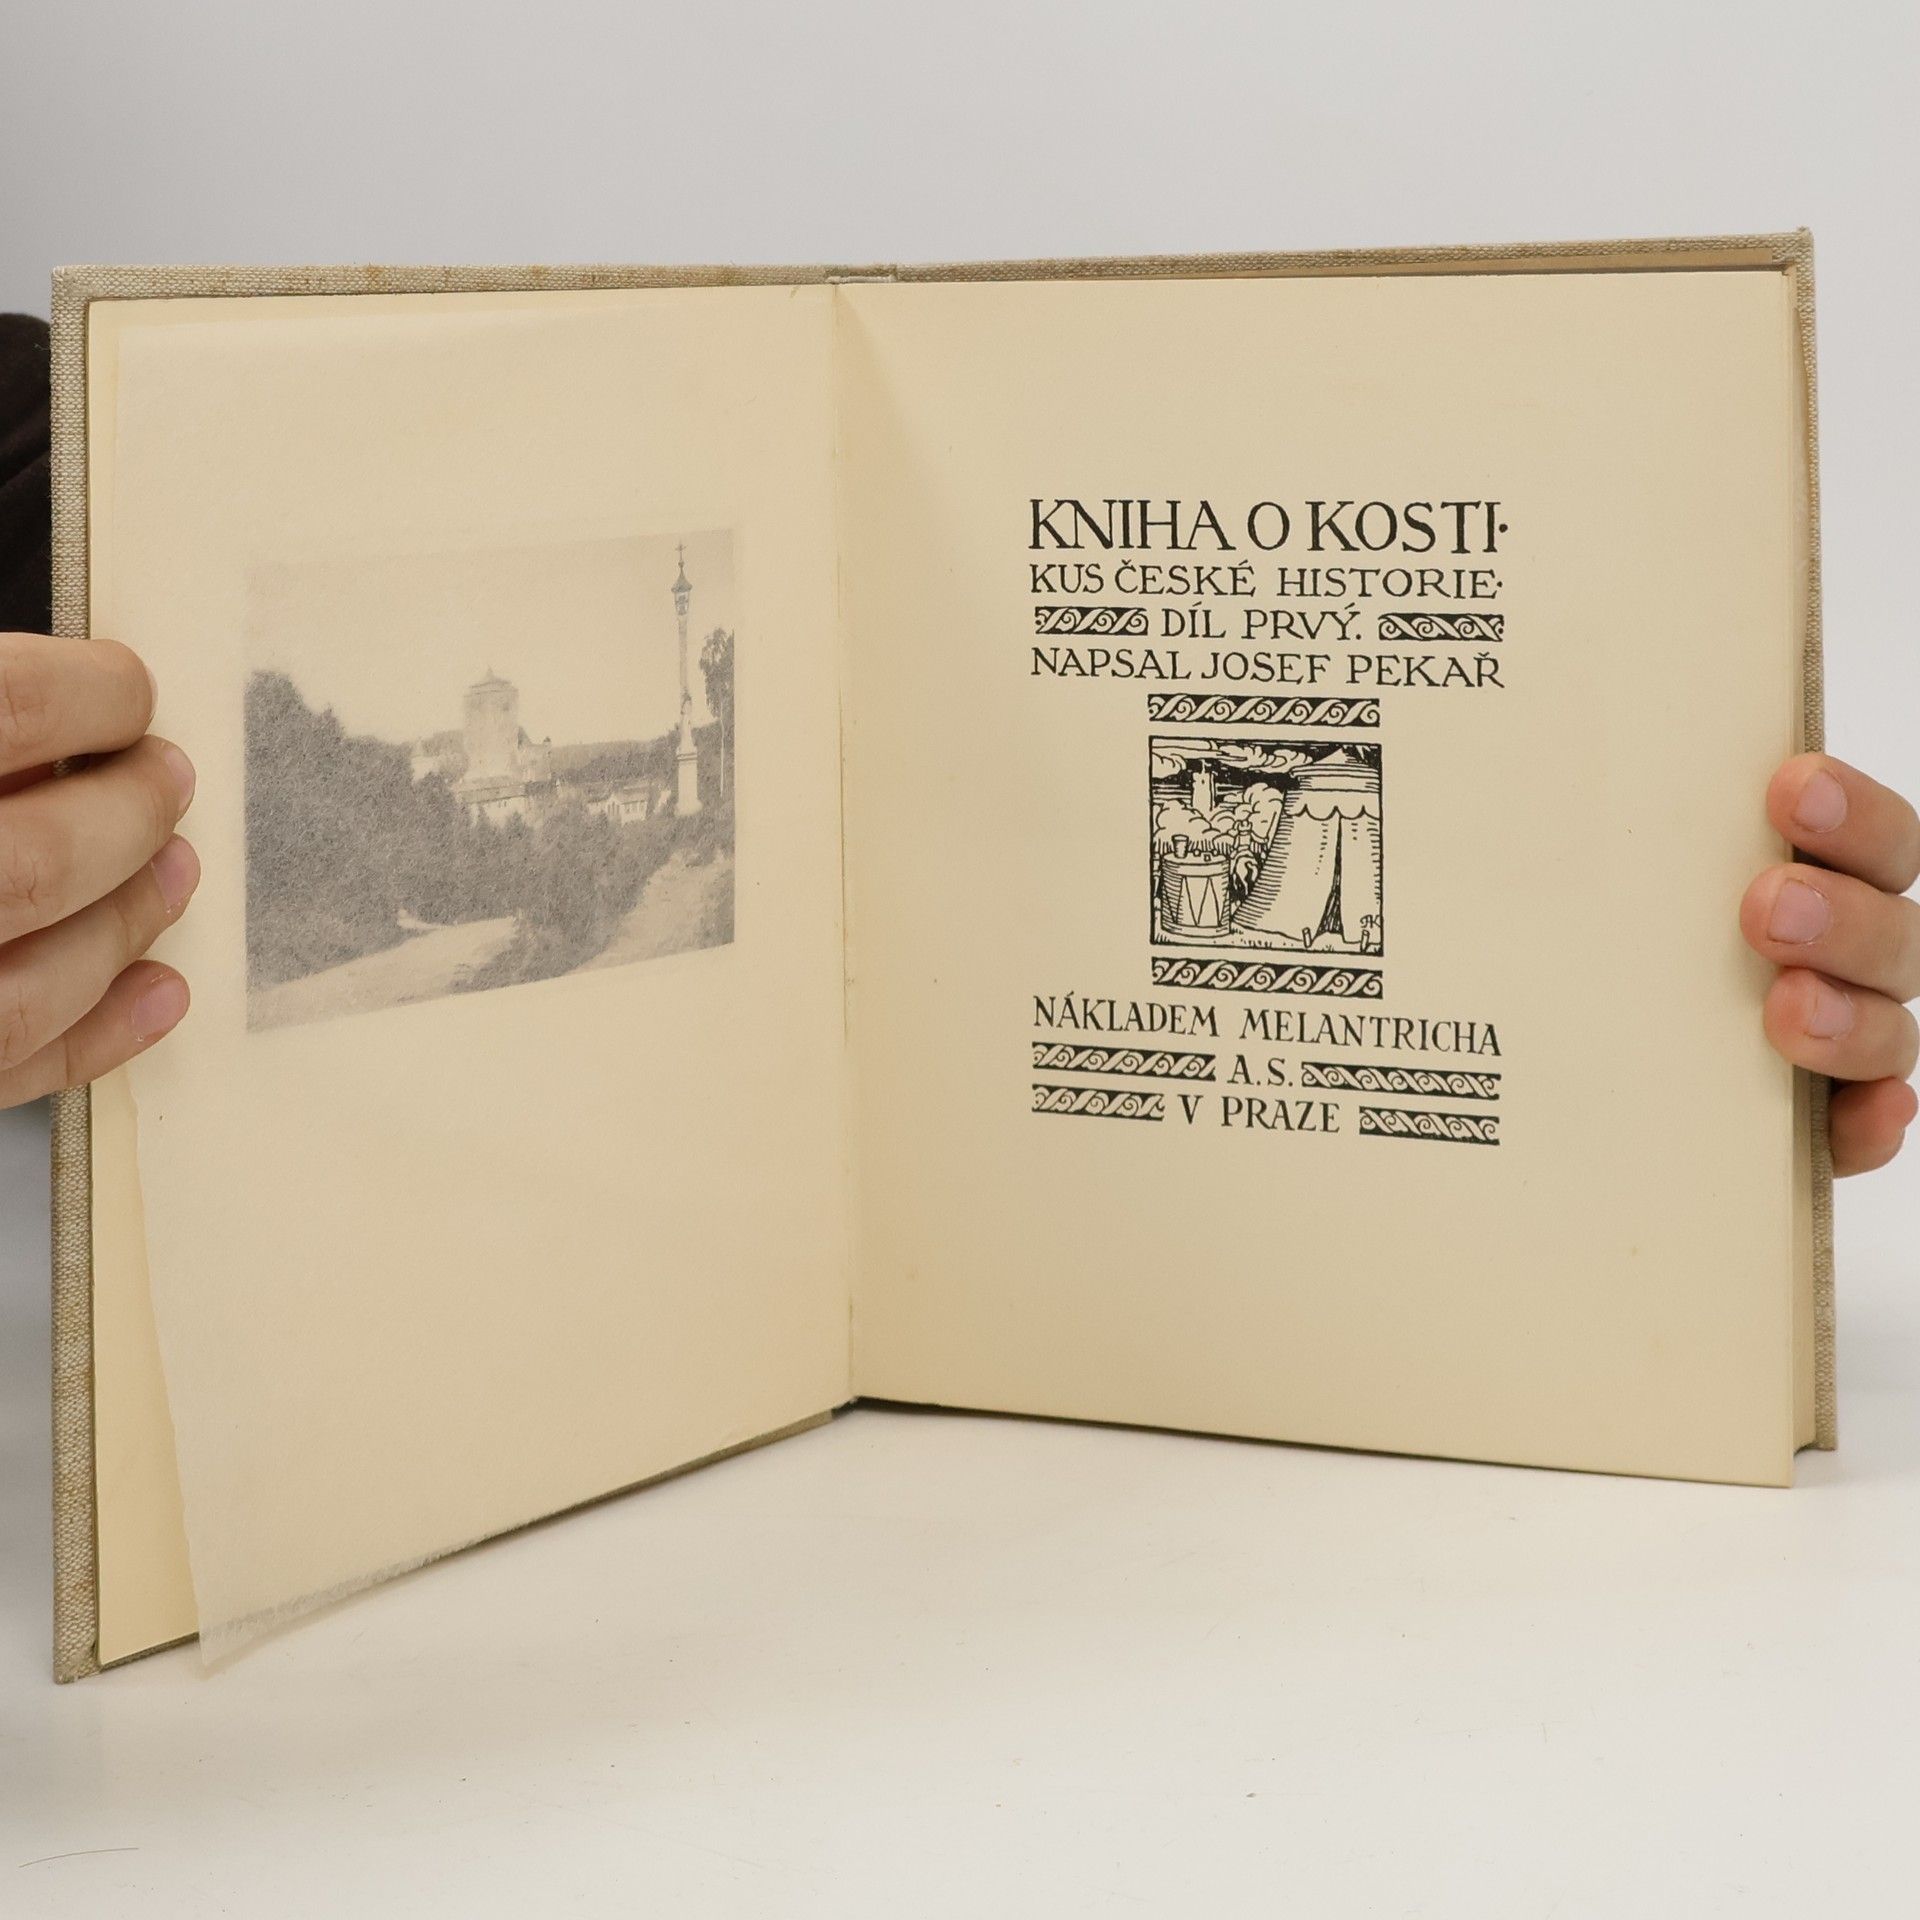 KNIHA O KOSTI·
KUS ČESKÉ HISTORIE·
DÍL PRVÝ.
NAPSAL JOSEF PEKAŘ
NÁKLADEM MELANTRICHA
A.S.
V PRAZE